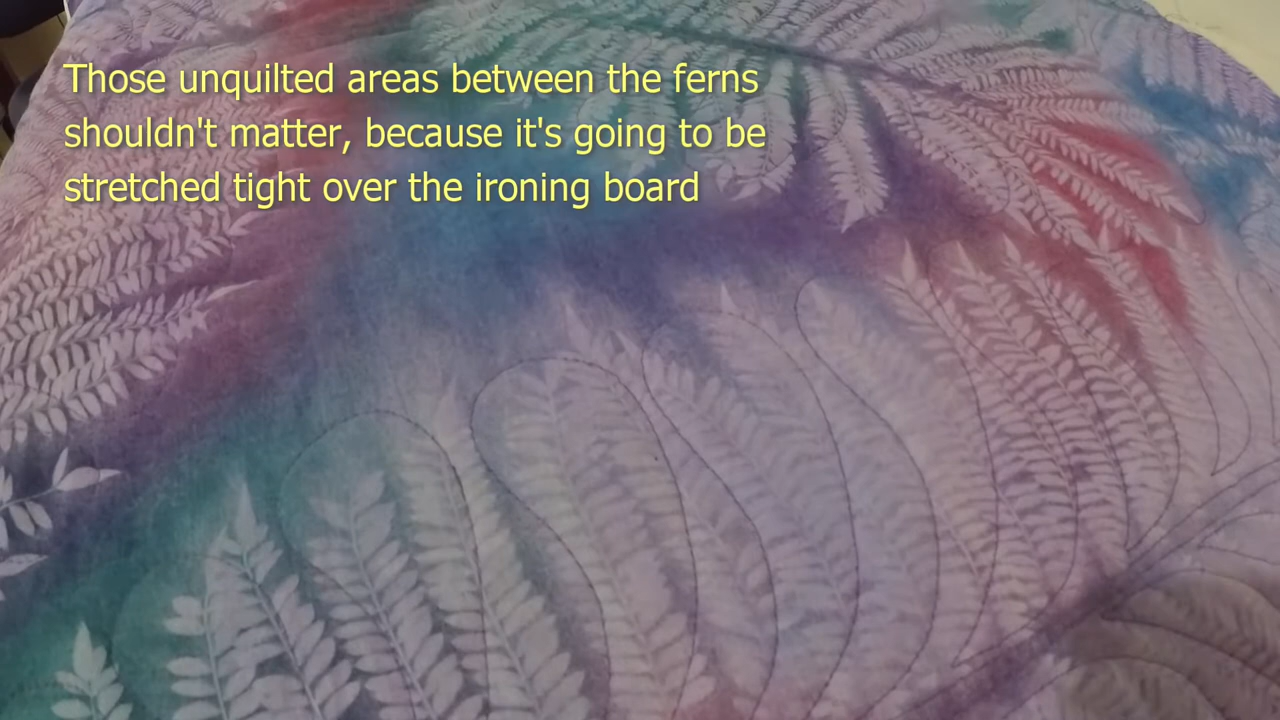 Those unquilted areas between the ferns
shouldn't matter, because it's going to be
stretched tight over the ironing board